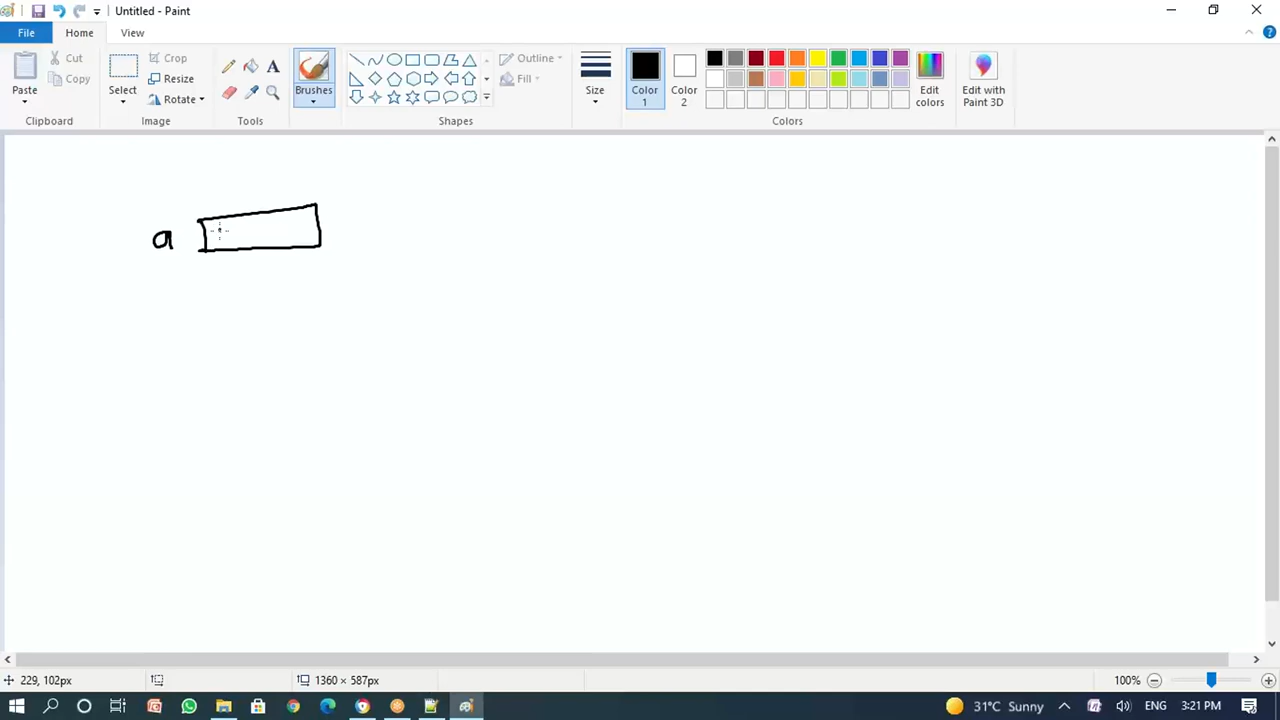 Untitled - Paint
File Home View
Paste
Cut
Copy
Clipboard
Select
Crop
Resize
Rotate
Image
A
Tools
Brushes
Outline
Fill
Shapes
Size
Color 1
Color 2
Edit colors
Colors
Edit with Paint 3D
a
229, 102px
1360 × 587px
100%
31°C Sunny
ENG
3:21 PM